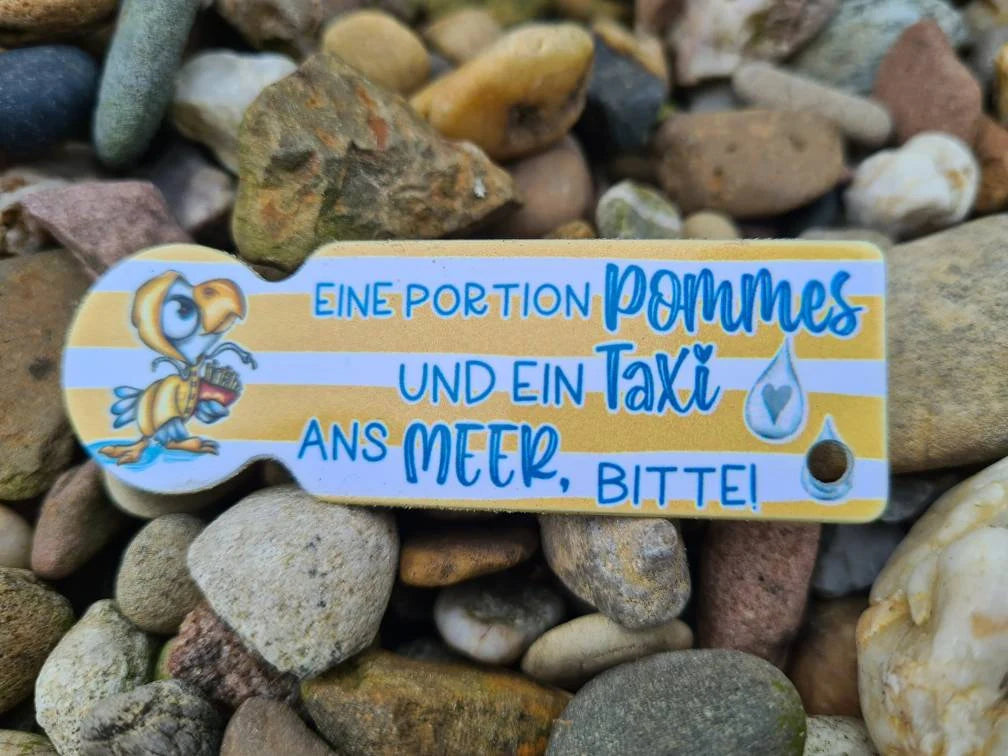 EINE PORTION Pommes
UND EIN Taxi
ANS MEER, BITTE!